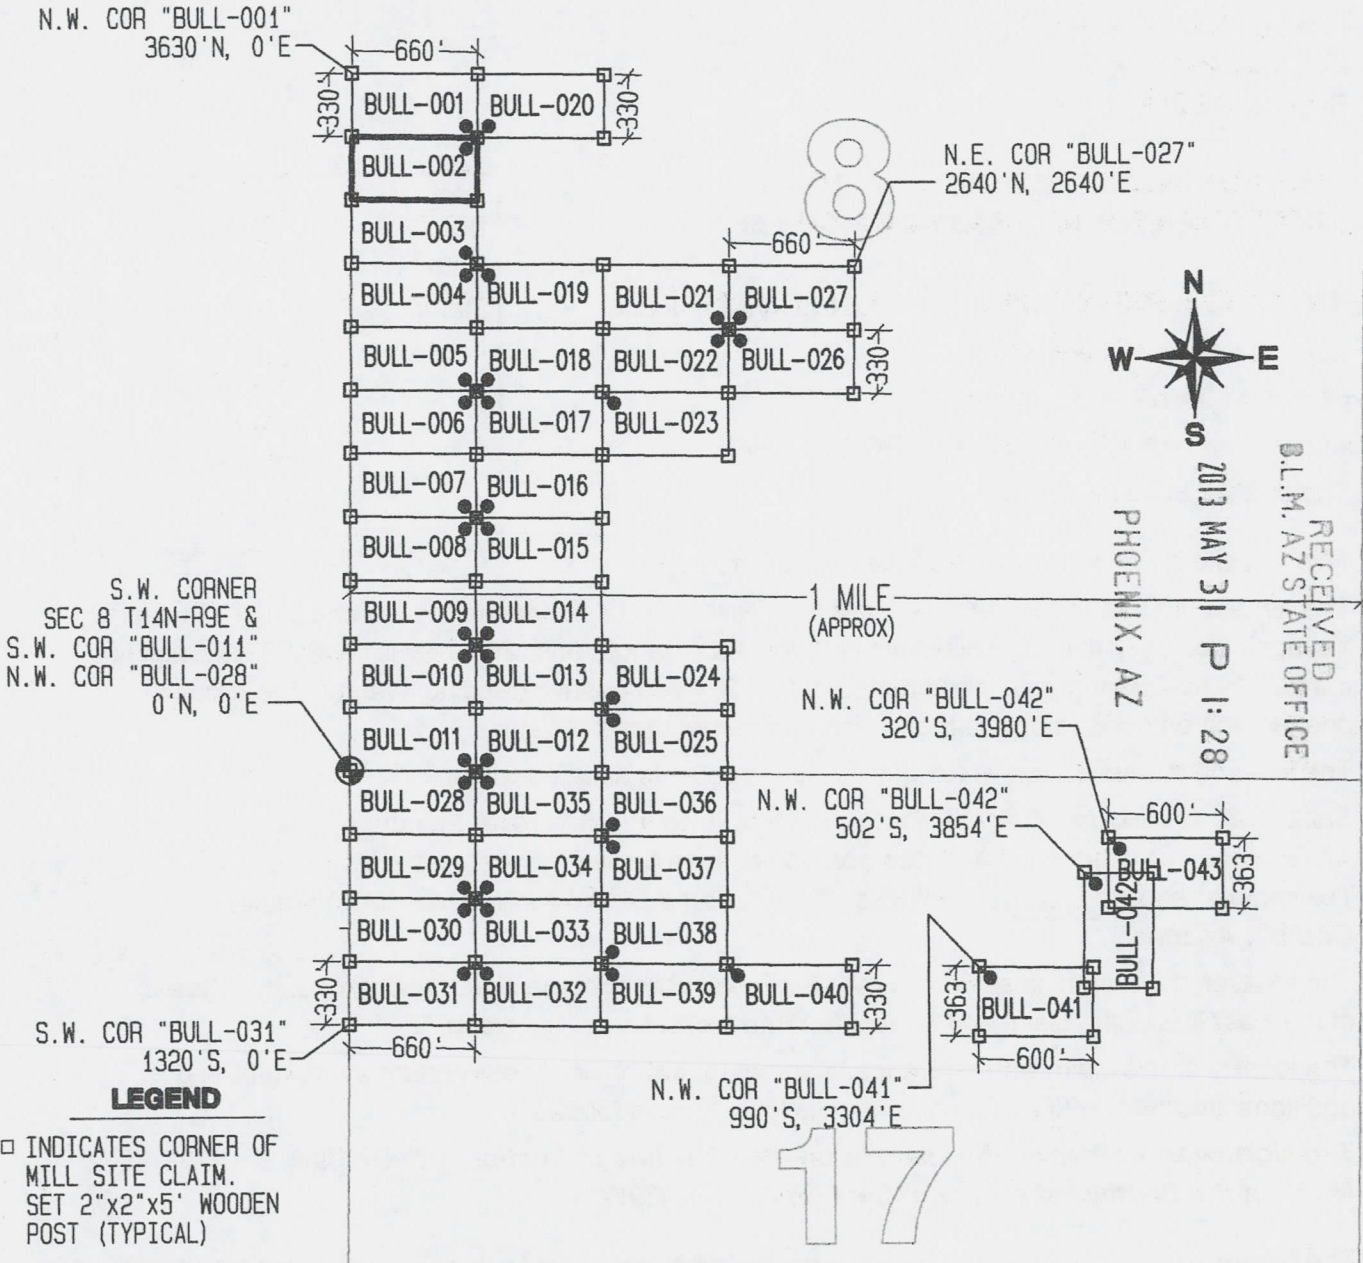 N.W. COR "BULL-001"
3630'N, 0'E
660'
330
BULL-001
BULL-020
330
BULL-002
8
N.E. COR "BULL-027"
2640'N, 2640'E
BULL-003
660'
BULL-004
BULL-019
BULL-021
BULL-027
N
W
E
S
BULL-005
BULL-018
BULL-022
BULL-026
330
BULL-006
BULL-017
BULL-023
BULL-007
BULL-016
BULL-008
BULL-015
RECEIVED
B.L.M. AZ STATE OFFICE
2013 MAY 31 P 1:28
PHOENIX, AZ
S.W. CORNER
SEC 8 T14N-R9E &
S.W. COR "BULL-011"
N.W. COR "BULL-028"
0'N, 0'E
BULL-009
BULL-014
1 MILE
(APPROX)
BULL-010
BULL-013
BULL-024
N.W. COR "BULL-042"
320'S, 3980'E
BULL-011
BULL-012
BULL-025
BULL-028
BULL-035
BULL-036
N.W. COR "BULL-042"
502'S, 3854'E
600'
BULL-029
BULL-034
BULL-037
BULL-043
363
BULL-042
BULL-030
BULL-033
BULL-038
330
BULL-031
BULL-032
BULL-039
BULL-040
330
363
BULL-041
S.W. COR "BULL-031"
1320'S, 0'E
660'
600'
N.W. COR "BULL-041"
990'S, 3304'E
17
LEGEND
INDICATES CORNER OF
MILL SITE CLAIM.
SET 2"x2"x5' WOODEN
POST (TYPICAL)